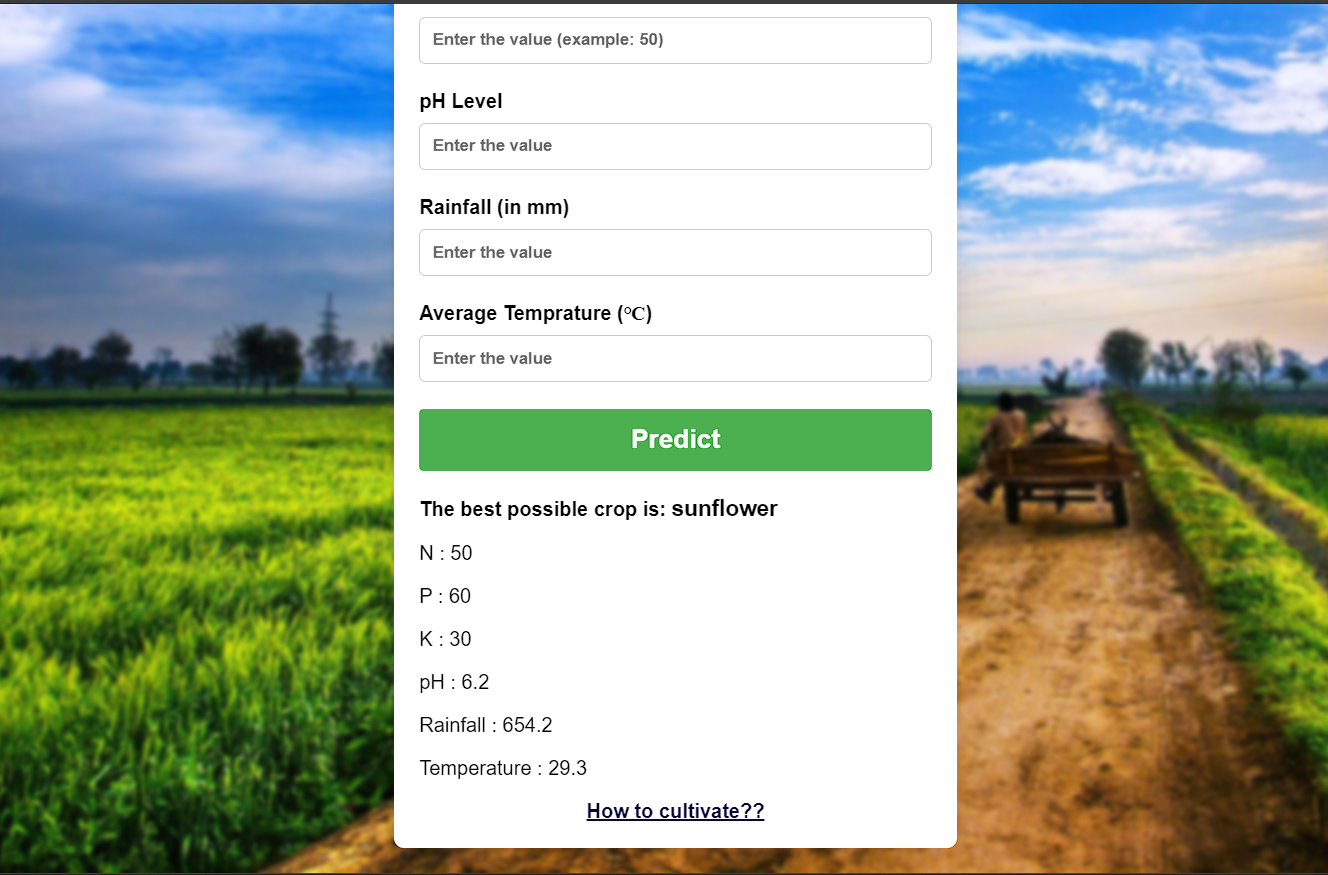 Enter the value (example: 50)
pH Level
Enter the value
Rainfall (in mm)
Enter the value
Average Temprature (℃)
Enter the value
Predict
The best possible crop is: sunflower
N : 50
P : 60
K : 30
pH : 6.2
Rainfall : 654.2
Temperature : 29.3
How to cultivate??